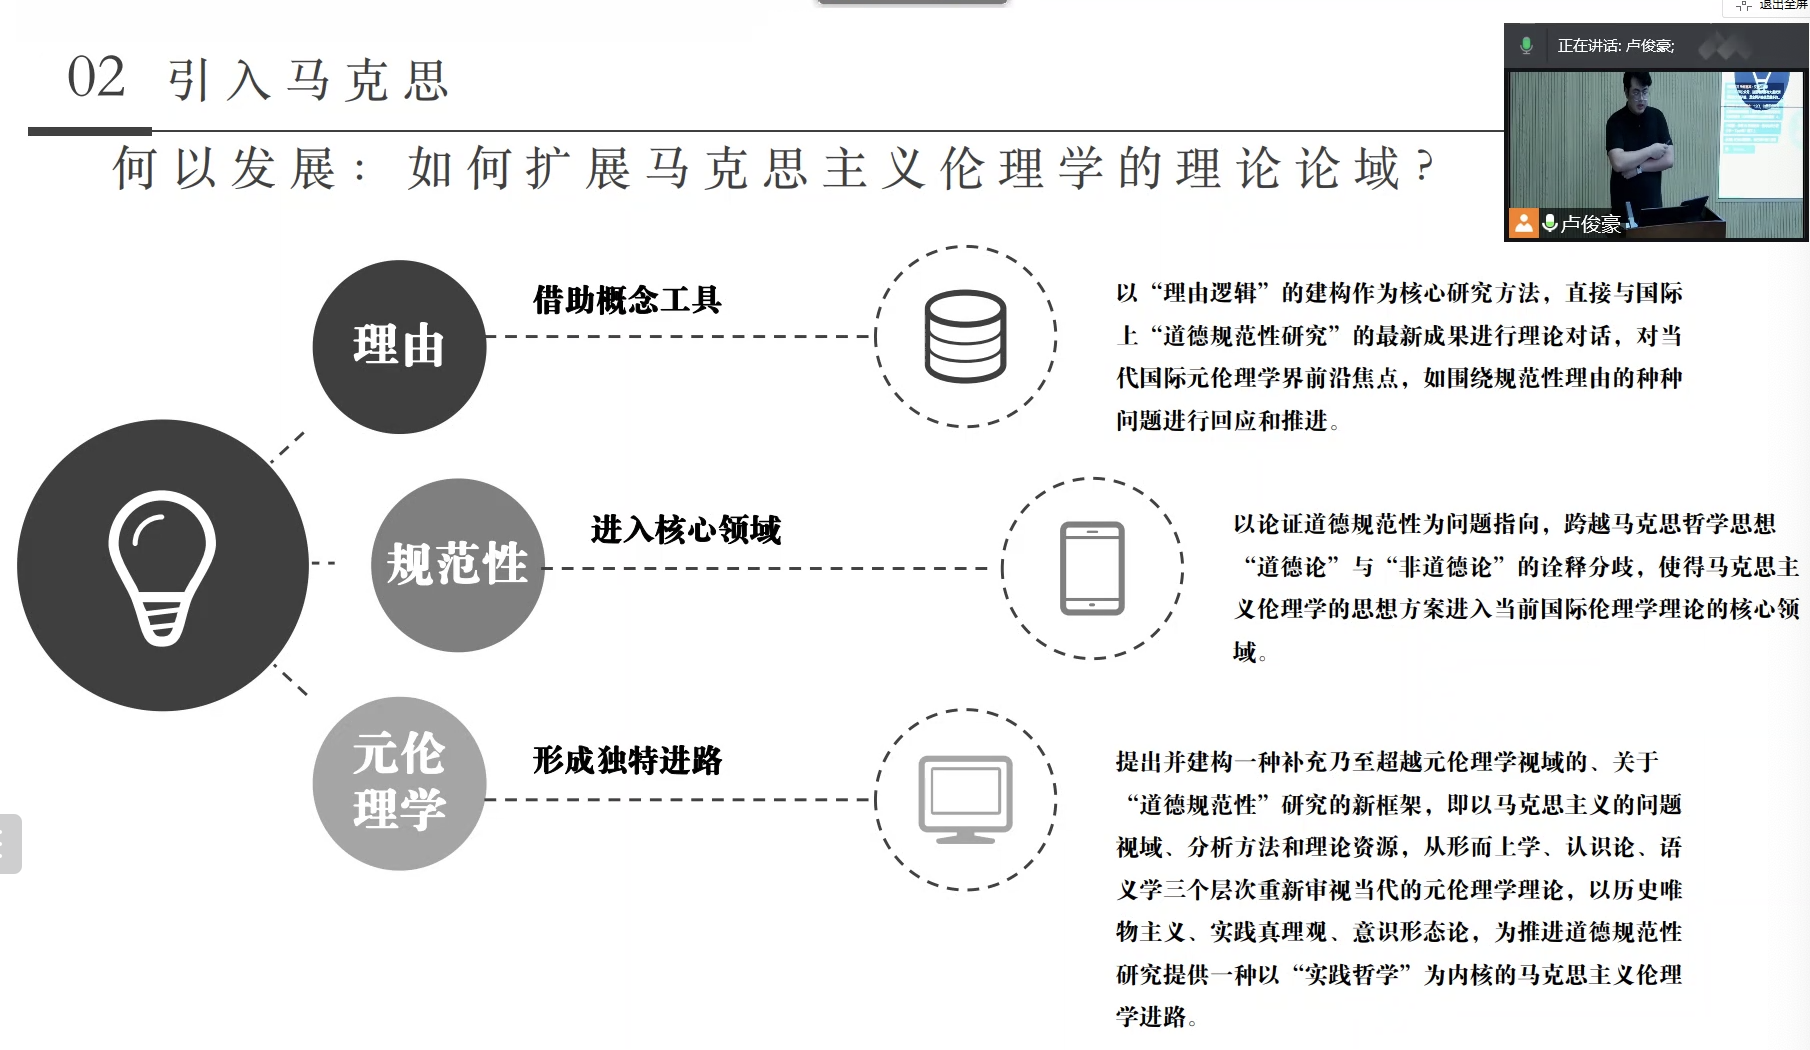 退出全屏
正在讲话: 卢俊豪;
卢俊豪
02 引入马克思
何以发展：如何扩展马克思主义伦理学的理论论域?
理由
借助概念工具
以“理由逻辑”的建构作为核心研究方法，直接与国际
上“道德规范性研究”的最新成果进行理论对话，对当
代国际元伦理学界前沿焦点，如围绕规范性理由的种种
问题进行回应和推进。
规范性
进入核心领域
以论证道德规范性为问题指向，跨越马克思哲学思想
“道德论”与“非道德论”的诠释分歧，使得马克思主
义伦理学的思想方案进入当前国际伦理学理论的核心领
域。
元伦
理学
形成独特进路
提出并建构一种补充乃至超越元伦理学视域的、关于
“道德规范性”研究的新框架，即以马克思主义的问题
视域、分析方法和理论资源，从形而上学、认识论、语
义学三个层次重新审视当代的元伦理学理论，以历史唯
物主义、实践真理观、意识形态论，为推进道德规范性
研究提供一种以“实践哲学”为内核的马克思主义伦理
学进路。